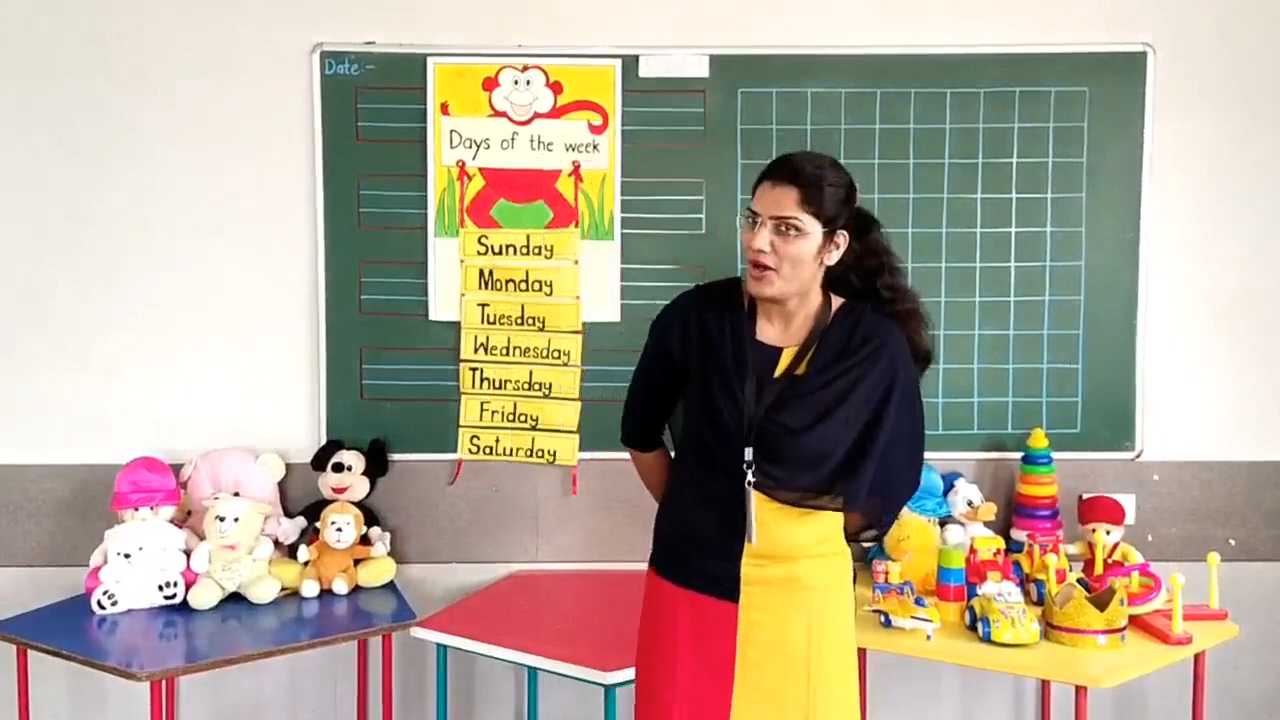 Date:-
Days of the week
Sunday
Monday
Tuesday
Wednesday
Thursday
Friday
Saturday